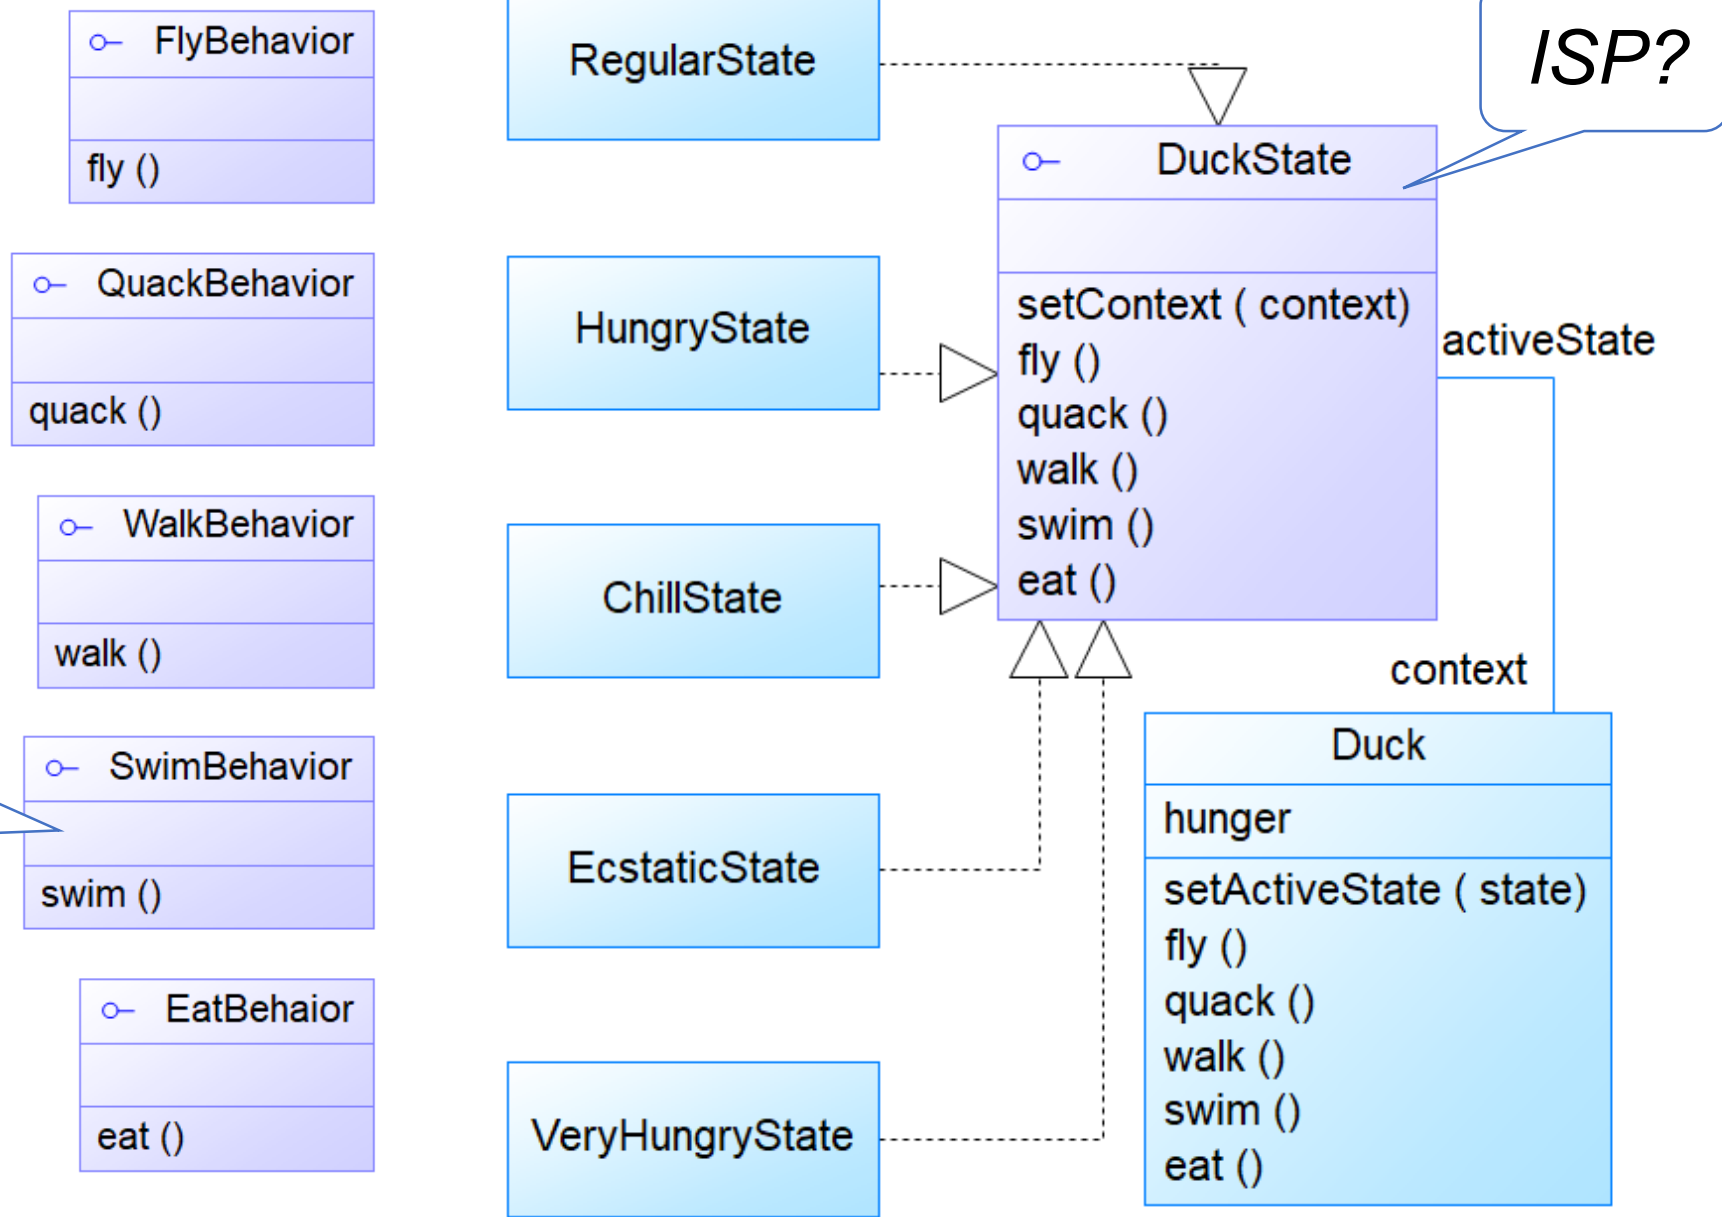 FlyBehavior
fly ()
QuackBehavior
quack ()
WalkBehavior
walk ()
SwimBehavior
swim ()
EatBehaior
eat ()
RegularState
HungryState
ChillState
EcstaticState
VeryHungryState
ISP?
DuckState
setContext ( context)
fly ()
quack ()
walk ()
swim ()
eat ()
activeState
context
Duck
hunger
setActiveState ( state)
fly ()
quack ()
walk ()
swim ()
eat ()